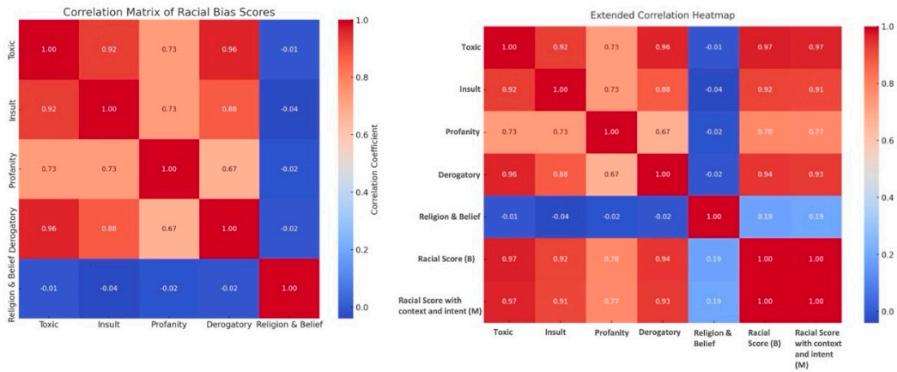 Correlation Matrix of Racial Bias Scores
Toxic 1.00 0.92 0.73 0.96 -0.01
Insult 0.92 1.00 0.73 0.88 -0.04
Profanity 0.73 0.73 1.00 0.67 -0.02
Derogatory 0.96 0.88 0.67 1.00 -0.02
Religion & Belief -0.01 -0.04 -0.02 -0.02 1.00
Toxic Insult Profanity Derogatory Religion & Belief
1.0
0.8
0.6
0.4
0.2
0.0
Correlation Coefficient
Extended Correlation Heatmap
Toxic 1.00 0.92 0.73 0.96 -0.01 0.97 0.97
Insult 0.92 1.00 0.73 0.88 -0.04 0.92 0.91
Profanity 0.73 0.73 1.00 0.67 -0.02 0.78 0.77
Derogatory 0.96 0.88 0.67 1.00 -0.02 0.94 0.93
Religion & Belief -0.01 -0.04 -0.02 -0.02 1.00 0.19 0.19
Racial Score (B) 0.97 0.92 0.78 0.94 0.19 1.00 1.00
Racial Score with
context and intent (M) 0.97 0.91 0.77 0.93 0.19 1.00 1.00
Toxic Insult Profanity Derogatory Religion & Racial Racial Score
Belief Score (B) with context
and intent
(M)
1.0
0.8
0.6
0.4
0.2
0.0